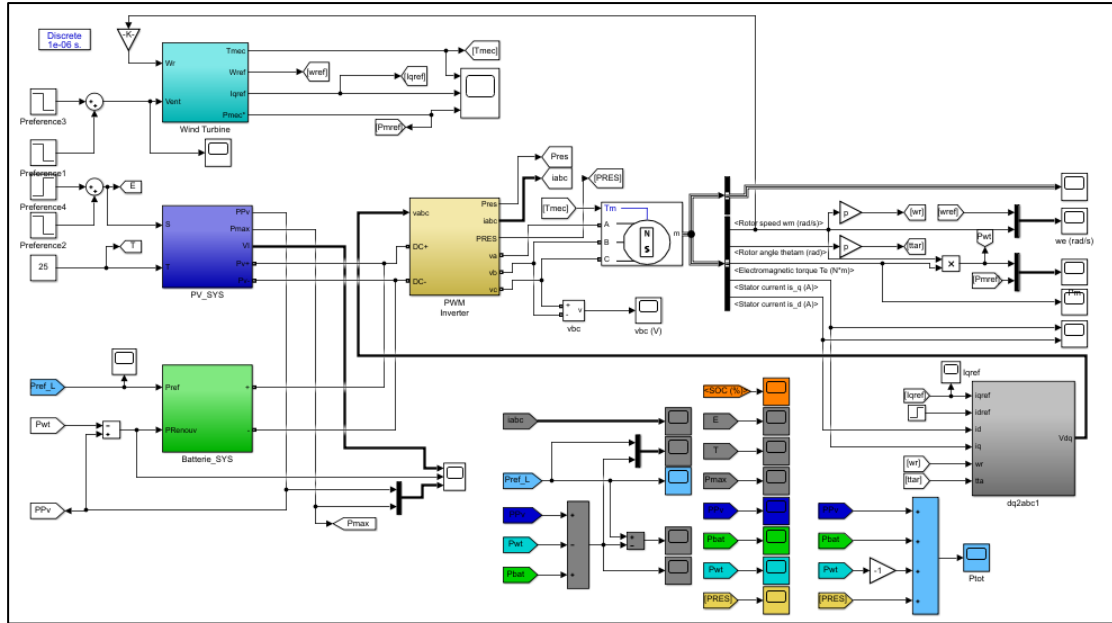 Discrete
1e-06 s.
-K-
Wr
Vent
Tmec
Wref
Iqref
Pmec*
Wind Turbine
[Tmec]
[wref]
[Iqref]
[Pmref]
Preference3
Preference1
Preference4
Preference2
E
T
25
S
T
PPv
Pmax
Vi
Pv+
Pv-
PV_SYS
vabc
DC+
DC-
Pres
iabc
PRES
va
vb
vc
PWM
Inverter
Pres
iabc
[PRES]
[Tmec]
Tm
A
B
C
N
S
m
+
-
v
vbc
vbc (V)
<Rotor speed wm (rad/s)>
<Rotor angle thetam (rad)>
<Electromagnetic torque Te (N*m)>
<Stator current is_q (A)>
<Stator current is_d (A)>
p
p
[wr]
[ttar]
[wref]
Pwt
×
[Pmref]
we (rad/s)
Pm
Pref_L
Pwt
PPv
Pref
PRenouv
+
-
Batterie_SYS
Pmax
Iqref
[Iqref]
[wr]
[ttar]
iqref
idref
id
iq
wr
tta
Vdq
dq2abc1
iabc
Pref_L
PPv
Pwt
Pbat
<SOC (%)>
E
T
Pmax
PPv
Pbat
Pwt
[PRES]
PPv
Pbat
Pwt
-1
[PRES]
Ptot